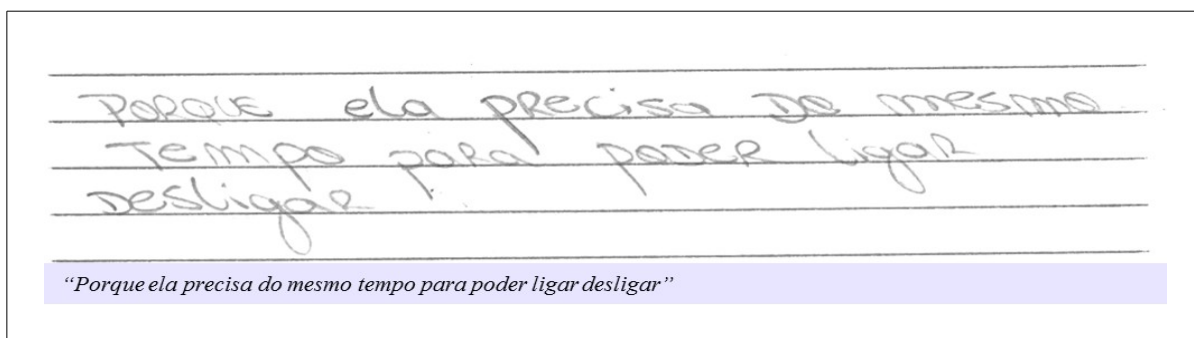 PORQUE ela PRECisa DO mesmo
Tempo paRa poDeR ligaR
DesligaR.
“Porque ela precisa do mesmo tempo para poder ligar desligar”